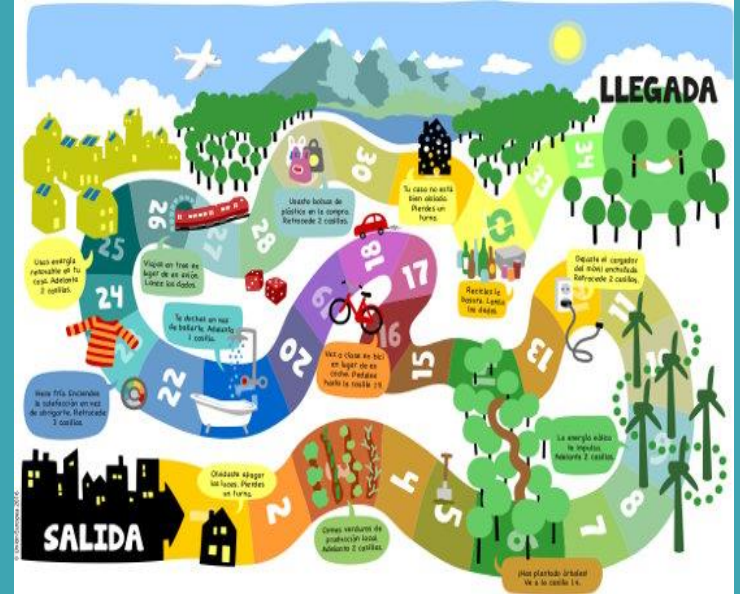 LLEGADA
30
33
34
26
27
28
25
24
22
20
18
17
16
15
13
11
2
4
5
6
7
8
Usaste bolsas de
plástico en la compra.
Retrocede 2 casillas.
Tu casa no está
bien aislada.
Pierdes un
turno.
Usas energía
renovable en tu
casa. Adelanta
2 casillas.
Viajas en tren en
lugar de en avión.
Lanza los dados.
Reciclas la
basura. Lanza
los dados.
Dejaste el cargador
del móvil enchufado.
Retrocede 2 casillas.
Te duchas en vez
de bañarte. Adelanta
1 casilla.
Vas a clase en bici
en lugar de en
coche. Pedalea
hasta la casilla 19.
Hace frío. Enciendes
la calefacción en vez
de abrigarte. Retrocede
3 casillas.
La energía eólica
te impulsa.
Adelanta 2 casillas.
Olvidaste apagar
las luces. Pierdes
un turno.
Comes verduras de
producción local.
Adelanta 2 casillas.
¡Has plantado árboles!
Ve a la casilla 14.
SALIDA
© Unión Europea, 2016